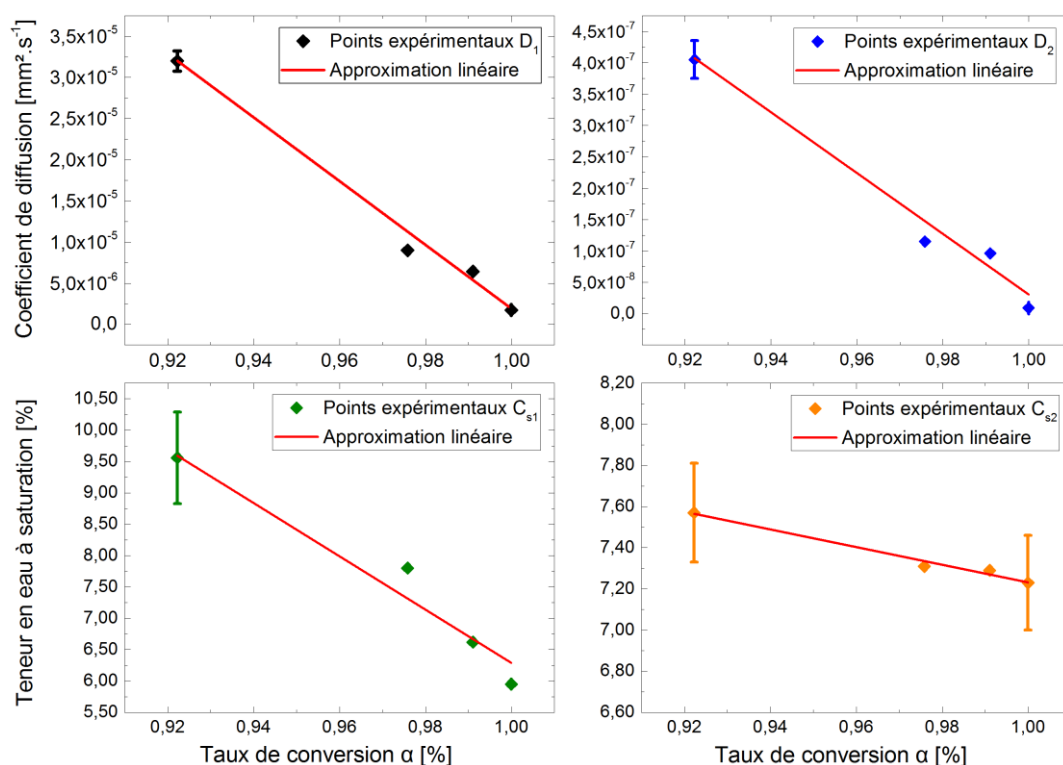 Coefficient de diffusion [mm².s⁻¹]
3,5x10⁻⁵
3,0x10⁻⁵
2,5x10⁻⁵
2,0x10⁻⁵
1,5x10⁻⁵
1,0x10⁻⁵
5,0x10⁻⁶
0,0
Points expérimentaux D₁
Approximation linéaire
0,92 0,94 0,96 0,98 1,00
4,5x10⁻⁷
4,0x10⁻⁷
3,5x10⁻⁷
3,0x10⁻⁷
2,5x10⁻⁷
2,0x10⁻⁷
1,5x10⁻⁷
1,0x10⁻⁷
5,0x10⁻⁸
0,0
Points expérimentaux D₂
Approximation linéaire
0,92 0,94 0,96 0,98 1,00
Teneur en eau à saturation [%]
10,50
10,00
9,50
9,00
8,50
8,00
7,50
7,00
6,50
6,00
5,50
Points expérimentaux Cₛ₁
Approximation linéaire
0,92 0,94 0,96 0,98 1,00
Taux de conversion α [%]
8,20
8,00
7,80
7,60
7,40
7,20
7,00
6,80
6,60
Points expérimentaux Cₛ₂
Approximation linéaire
0,92 0,94 0,96 0,98 1,00
Taux de conversion α [%]